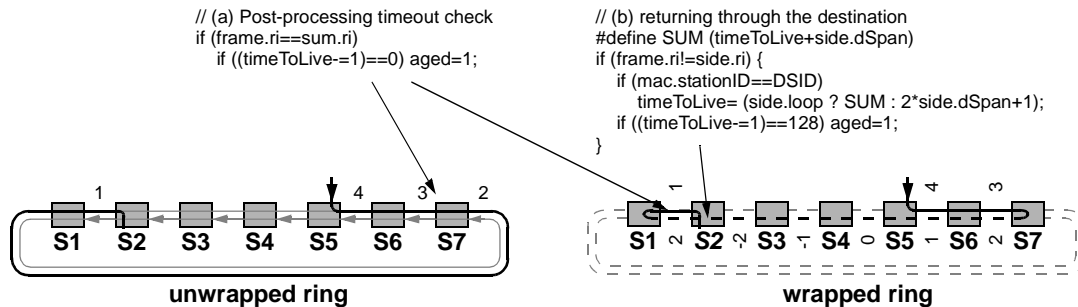 // (a) Post-processing timeout check
if (frame.ri==sum.ri)
if ((timeToLive-=1)==0) aged=1;
// (b) returning through the destination
#define SUM (timeToLive+side.dSpan)
if (frame.ri!=side.ri) {
if (mac.stationID==DSID)
timeToLive= (side.loop ? SUM : 2*side.dSpan+1);
if ((timeToLive-=1)==128) aged=1;
}
1 4 3 2
S1 S2 S3 S4 S5 S6 S7
unwrapped ring
1 4 3
S1 2 S2 -2 S3 -1 S4 0 S5 1 S6 2 S7
wrapped ring